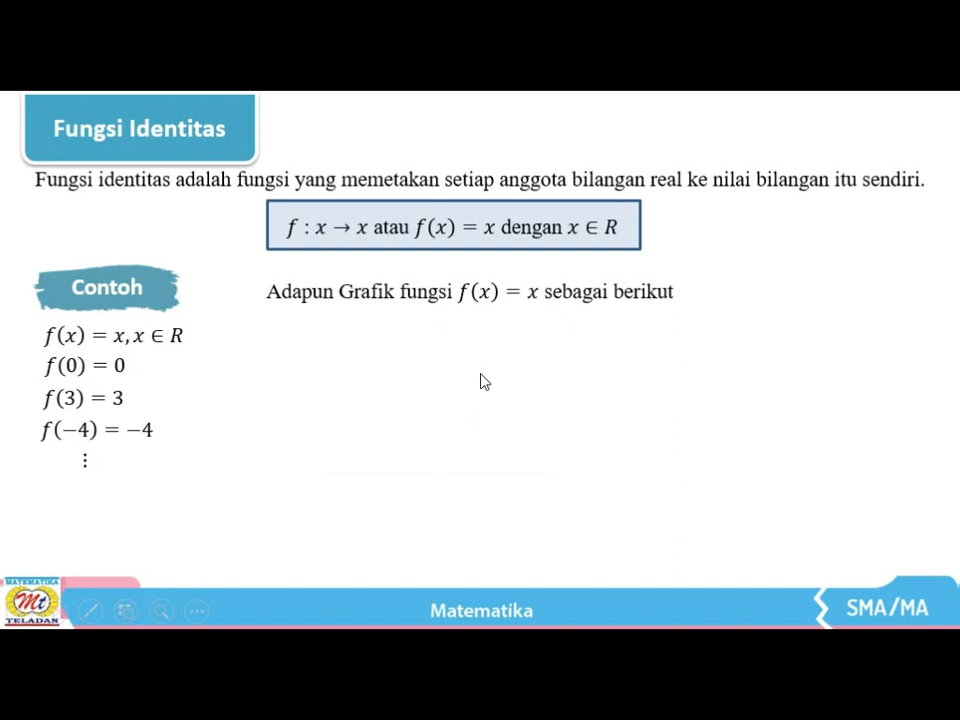 Fungsi Identitas
Fungsi identitas adalah fungsi yang memetakan setiap anggota bilangan real ke nilai bilangan itu sendiri.
f : x → x atau f(x) = x dengan x ∈ R
Contoh
Adapun Grafik fungsi f(x) = x sebagai berikut
f(x) = x, x ∈ R
f(0) = 0
f(3) = 3
f(−4) = −4
⋮
MATEMATIKA
Mt
TELADAN
Matematika
SMA/MA